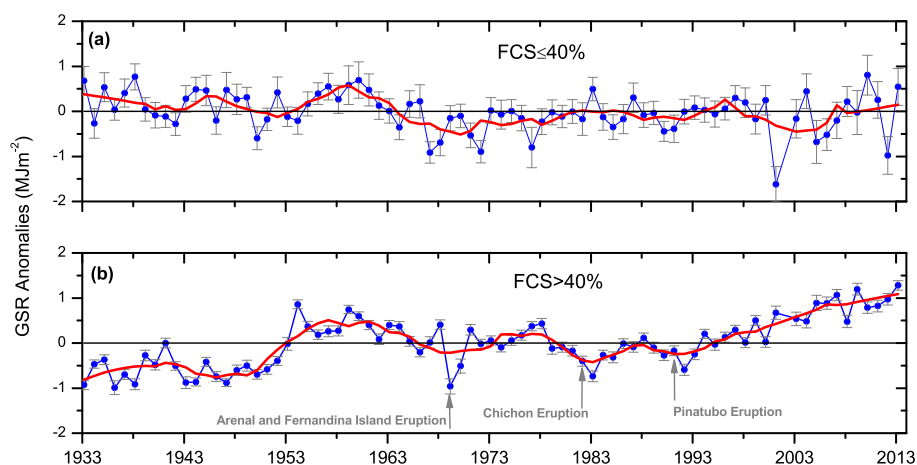 2
(a)
FCS≤40%
1
0
-1
-2
GSR Anomalies (MJm-2)
2
(b)
FCS>40%
1
0
-1
Arenal and Fernandina Island Eruption
Chichon Eruption
Pinatubo Eruption
-2
1933 1943 1953 1963 1973 1983 1993 2003 2013